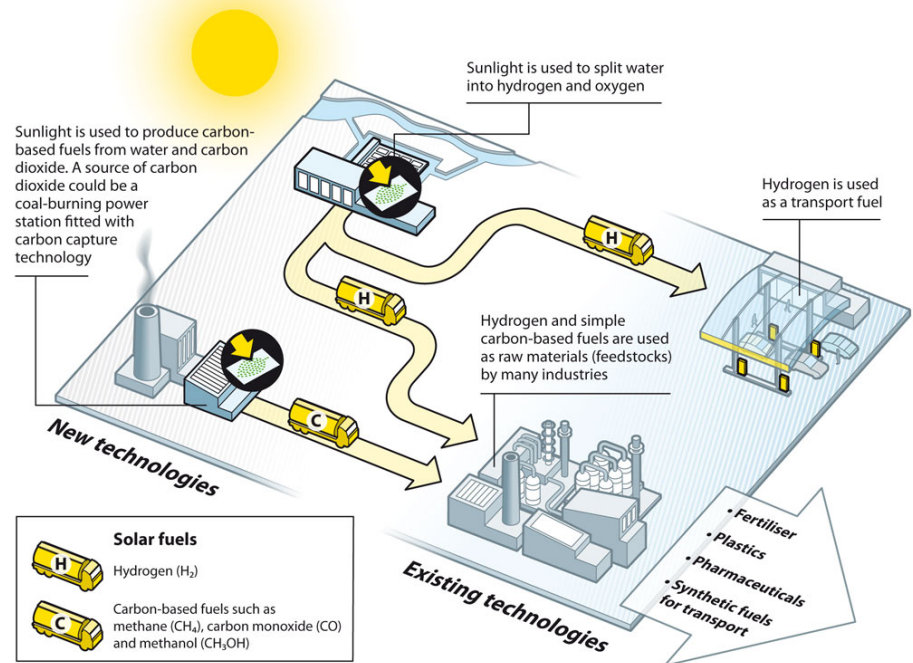 Sunlight is used to split water
into hydrogen and oxygen
Sunlight is used to produce carbon-
based fuels from water and carbon
dioxide. A source of carbon
dioxide could be a
coal-burning power
station fitted with
carbon capture
technology
Hydrogen is used
as a transport fuel
H
H
Hydrogen and simple
carbon-based fuels are used
as raw materials (feedstocks)
by many industries
C
New technologies
Existing technologies
• Fertiliser
• Plastics
• Pharmaceuticals
• Synthetic fuels
for transport
Solar fuels
H
Hydrogen (H₂)
C
Carbon-based fuels such as
methane (CH₄), carbon monoxide (CO)
and methanol (CH₃OH)